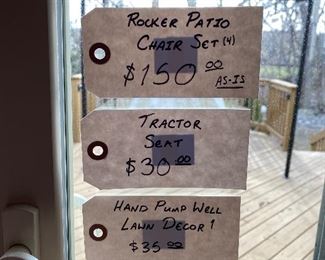 ROCKER PATIO
CHAIR SET (4)
$150.00
AS-IS
TRACTOR
SEAT
$30.00
HAND PUMP WELL
LAWN DECOR!
$35.00